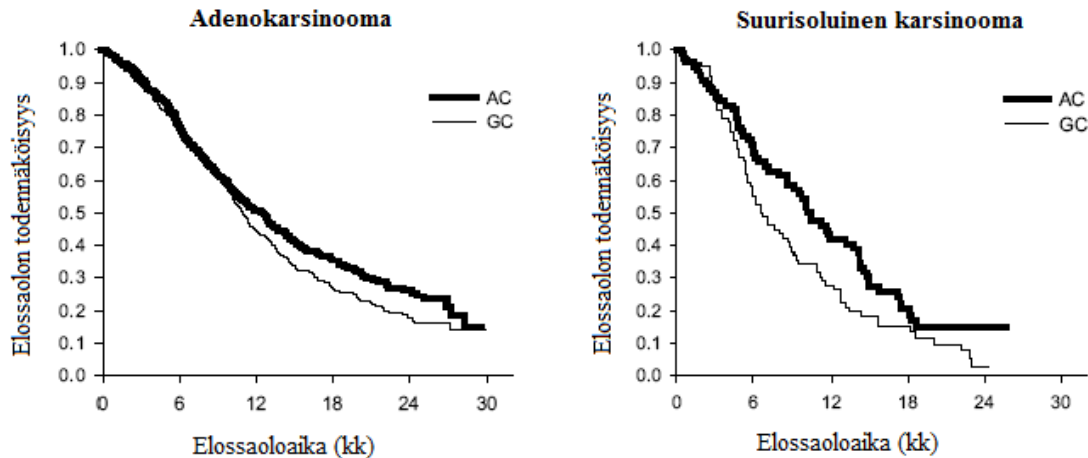 Adenokarsinooma
Elossaolon todennäköisyys
1.0
0.9
0.8
0.7
0.6
0.5
0.4
0.3
0.2
0.1
0.0
AC
GC
0 6 12 18 24 30
Elossaoloaika (kk)
Suurisoluinen karsinooma
Elossaolon todennäköisyys
1.0
0.9
0.8
0.7
0.6
0.5
0.4
0.3
0.2
0.1
0.0
AC
GC
0 6 12 18 24 30
Elossaoloaika (kk)